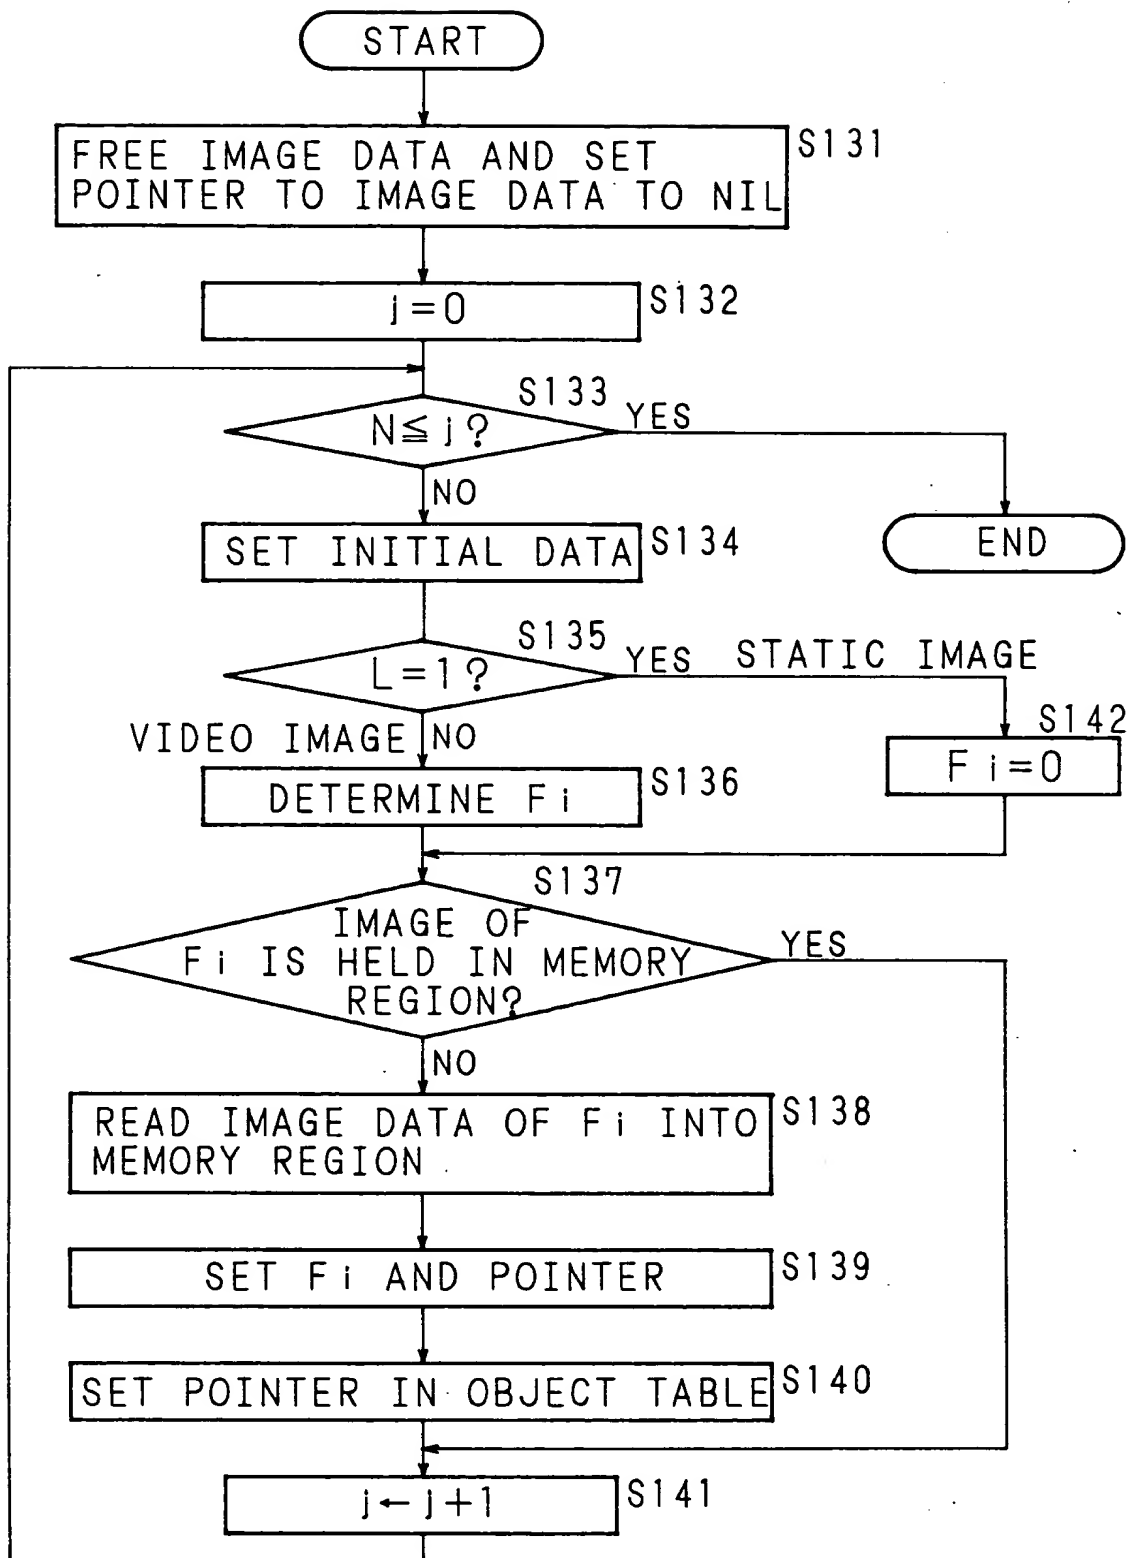 START
S131
FREE IMAGE DATA AND SET
POINTER TO IMAGE DATA TO NIL
S132
j=0
S133
N≦j?
YES
NO
S134
SET INITIAL DATA
END
S135
L=1?
YES STATIC IMAGE
VIDEO IMAGE NO
S142
Fi=0
S136
DETERMINE Fi
S137
IMAGE OF
Fi IS HELD IN MEMORY
REGION?
YES
NO
S138
READ IMAGE DATA OF Fi INTO
MEMORY REGION
S139
SET Fi AND POINTER
S140
SET POINTER IN OBJECT TABLE
S141
j←j+1